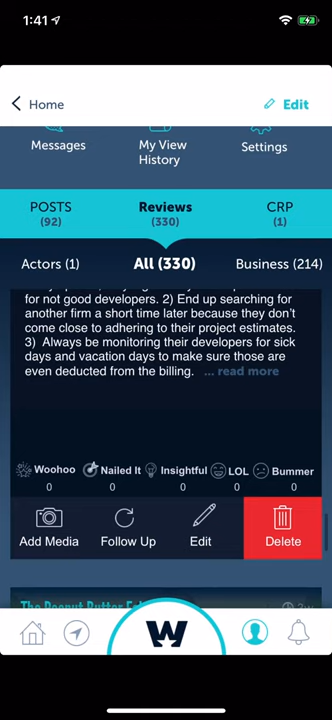 1:41
Home
Edit
Messages
My View History
Settings
POSTS
(92)
Reviews
(330)
CRP
(1)
Actors (1)
All (330)
Business (214)
for not good developers. 2) End up searching for
another firm a short time later because they don't
come close to adhering to their project estimates.
3) Always be monitoring their developers for sick
days and vacation days to make sure those are
even deducted from the billing. ... read more
Woohoo
0
Nailed It
0
Insightful
0
LOL
0
Bummer
0
Add Media
Follow Up
Edit
Delete
The Peanut Butter
2w
W